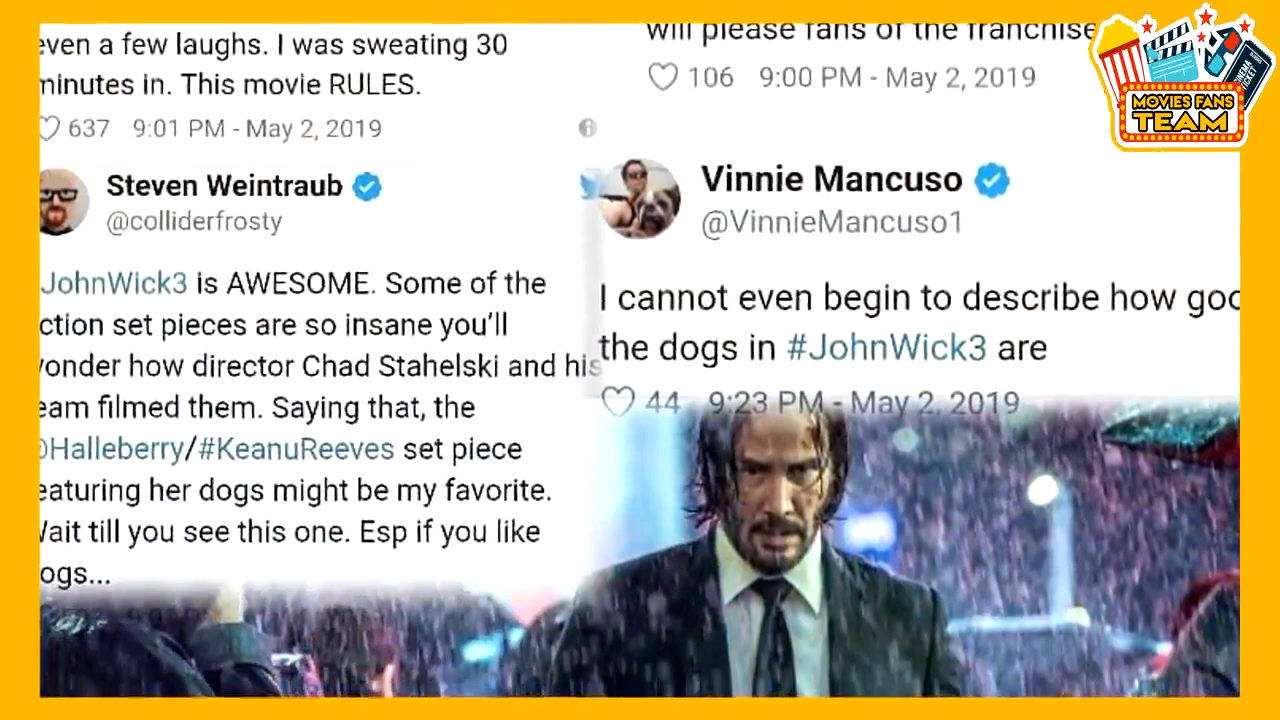 even a few laughs. I was sweating 30
minutes in. This movie RULES.
637 9:01 PM - May 2, 2019
Steven Weintraub
@colliderfrosty
JohnWick3 is AWESOME. Some of the
ction set pieces are so insane you'll
onder how director Chad Stahelski and his
eam filmed them. Saying that, the
@Halleberry/#KeanuReeves set piece
eaturing her dogs might be my favorite.
Wait till you see this one. Esp if you like
ogs...
will please fans of the franchise
106 9:00 PM - May 2, 2019
Vinnie Mancuso
@VinnieMancuso1
I cannot even begin to describe how goo
the dogs in #JohnWick3 are
44 9:23 PM - May 2, 2019
MOVIES FANS
TEAM
CINEMA
TICKET